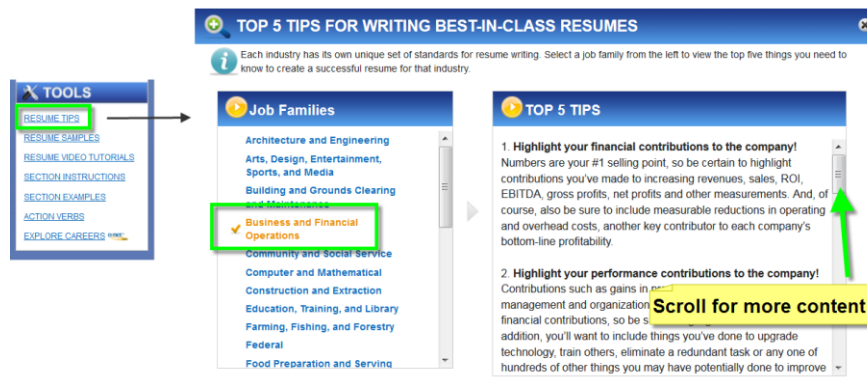 TOP 5 TIPS FOR WRITING BEST-IN-CLASS RESUMES
Each industry has its own unique set of standards for resume writing. Select a job family from the left to view the top five things you need to
know to create a successful resume for that industry.
TOOLS
RESUME TIPS
RESUME SAMPLES
RESUME VIDEO TUTORIALS
SECTION INSTRUCTIONS
SECTION EXAMPLES
ACTION VERBS
EXPLORE CAREERS
Job Families
Architecture and Engineering
Arts, Design, Entertainment,
Sports, and Media
Building and Grounds Clearing
and Maintenance
Business and Financial
Operations
Community and Social Service
Computer and Mathematical
Construction and Extraction
Education, Training, and Library
Farming, Fishing, and Forestry
Federal
Food Preparation and Serving
TOP 5 TIPS
1. Highlight your financial contributions to the company!
Numbers are your #1 selling point, so be certain to highlight
contributions you've made to increasing revenues, sales, ROI,
EBITDA, gross profits, net profits and other measurements. And, of
course, also be sure to include measurable reductions in operating
and overhead costs, another key contributor to each company's
bottom-line profitability.
2. Highlight your performance contributions to the company!
Contributions such as gains in
management and organization
financial contributions, so be
addition, you'll want to include things you've done to upgrade
technology, train others, eliminate a redundant task or any one of
hundreds of other things you may have potentially done to improve
Scroll for more content